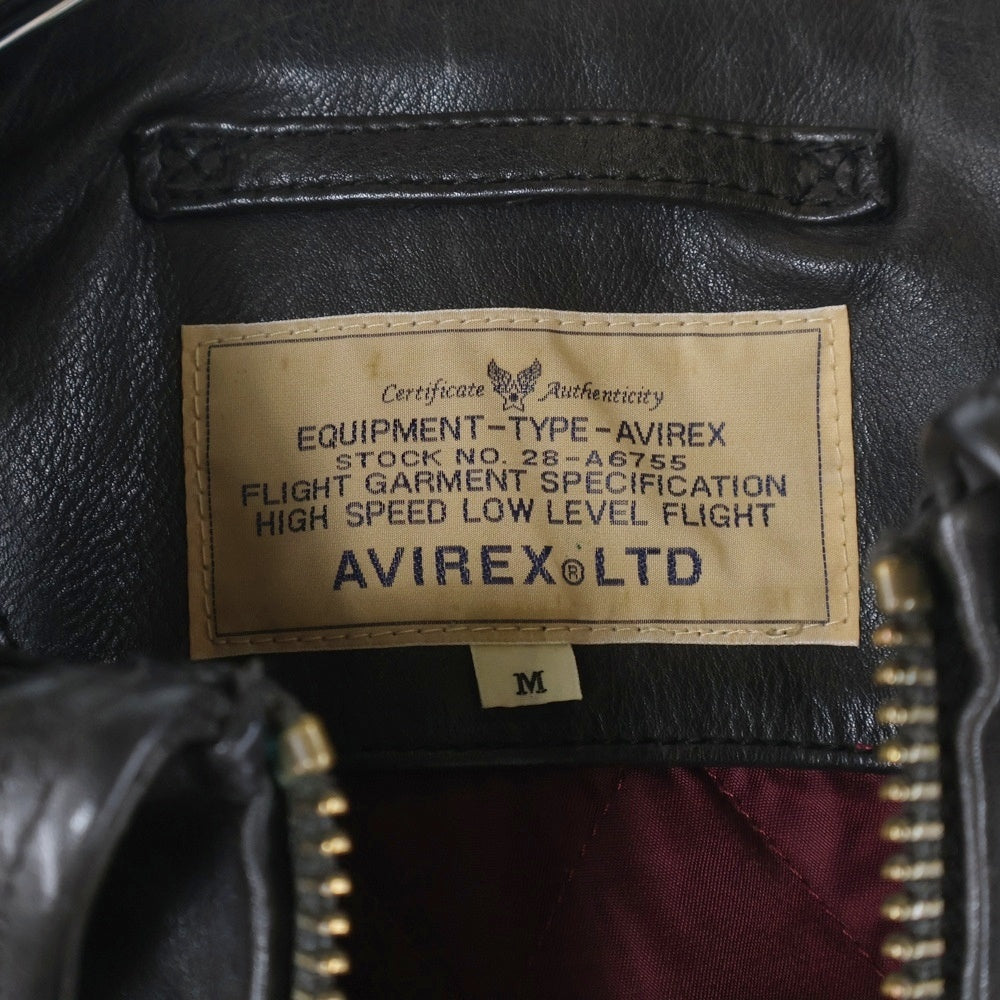 Certificate Authenticity
EQUIPMENT-TYPE-AVIREX
STOCK NO. 28-A6755
FLIGHT GARMENT SPECIFICATION
HIGH SPEED LOW LEVEL FLIGHT
AVIREX® LTD
M